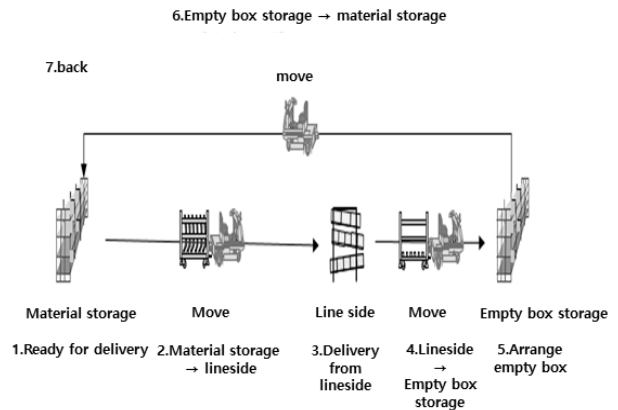 6.Empty box storage → material storage
7.back
move
Material storage
Move
Line side
Move
Empty box storage
1.Ready for delivery
2.Material storage
→ lineside
3.Delivery
from
lineside
4.Lineside
→
Empty box
storage
5.Arrange
empty box